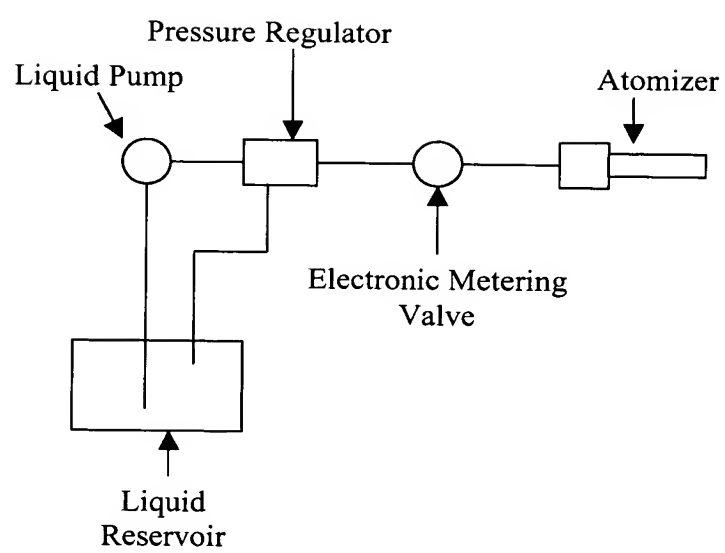 Pressure Regulator
Liquid Pump
Atomizer
Electronic Metering
Valve
Liquid
Reservoir